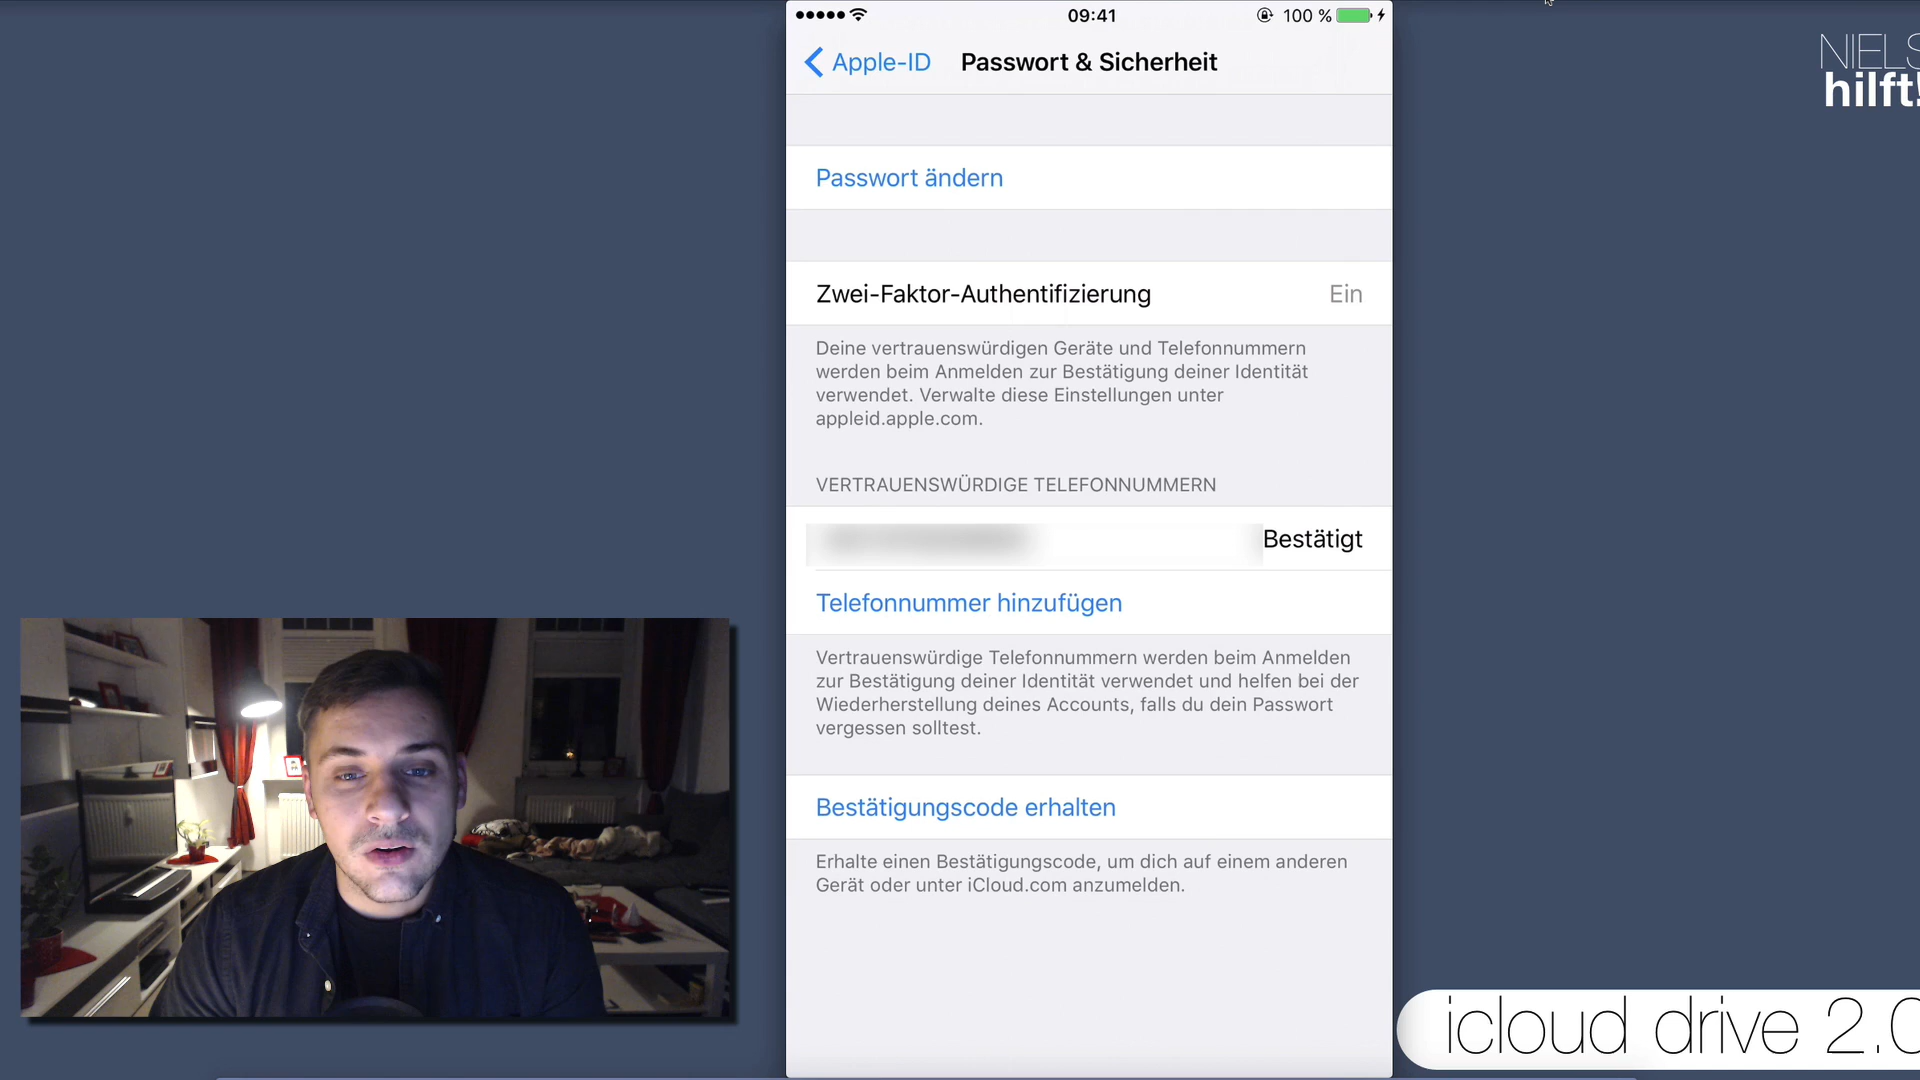 09:41
100 %
Apple-ID
Passwort & Sicherheit
NIELS
hilft!
Passwort ändern
Zwei-Faktor-Authentifizierung
Ein
Deine vertrauenswürdigen Geräte und Telefonnummern
werden beim Anmelden zur Bestätigung deiner Identität
verwendet. Verwalte diese Einstellungen unter
appleid.apple.com.
VERTRAUENSWÜRDIGE TELEFONNUMMERN
Bestätigt
Telefonnummer hinzufügen
Vertrauenswürdige Telefonnummern werden beim Anmelden
zur Bestätigung deiner Identität verwendet und helfen bei der
Wiederherstellung deines Accounts, falls du dein Passwort
vergessen solltest.
Bestätigungscode erhalten
Erhalte einen Bestätigungscode, um dich auf einem anderen
Gerät oder unter iCloud.com anzumelden.
icloud drive 2.0